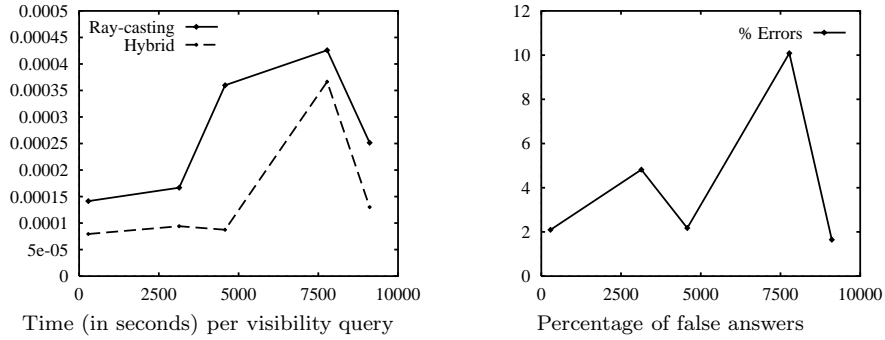 0.0005
0.00045
0.0004
0.00035
0.0003
0.00025
0.0002
0.00015
0.0001
5e-05
0
Ray-casting
Hybrid
0 2500 5000 7500 10000
Time (in seconds) per visibility query
12
10
8
6
4
2
0
% Errors
0 2500 5000 7500 10000
Percentage of false answers